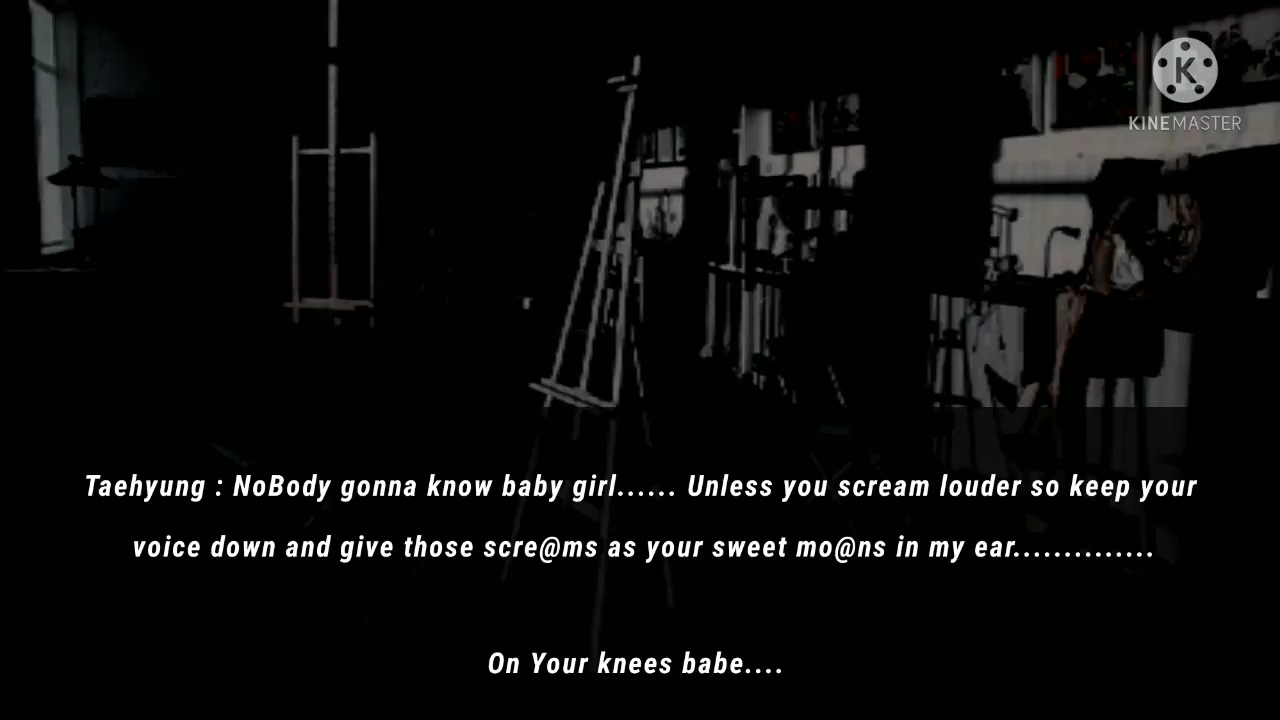 KINEMASTER
Taehyung : NoBody gonna know baby girl...... Unless you scream louder so keep your
voice down and give those scre@ms as your sweet mo@ns in my ear..............
On Your knees babe....